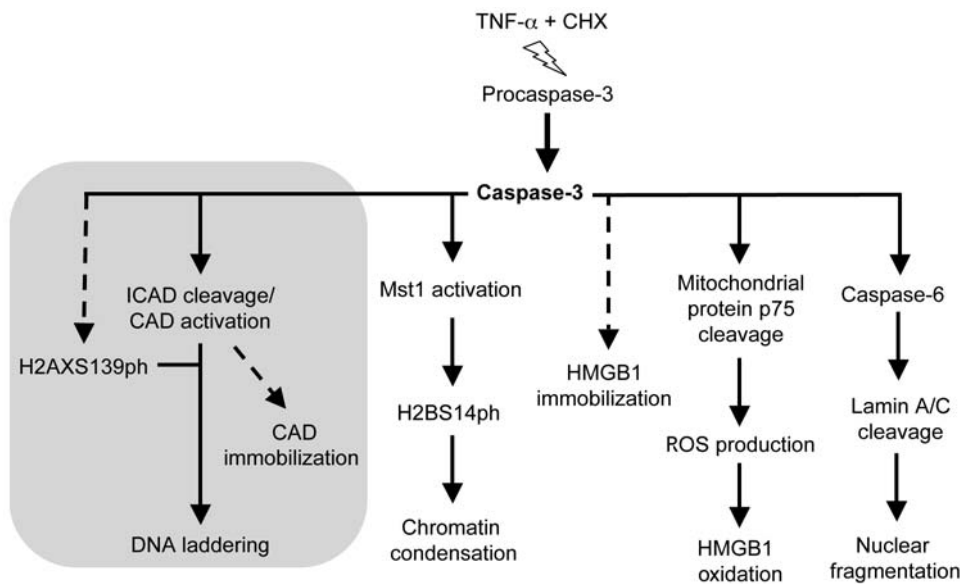 TNF-α + CHX
Procaspase-3
Caspase-3
ICAD cleavage/
CAD activation
H2AXS139ph
CAD
immobilization
DNA laddering
Mst1 activation
H2BS14ph
Chromatin
condensation
HMGB1
immobilization
Mitochondrial
protein p75
cleavage
ROS production
HMGB1
oxidation
Caspase-6
Lamin A/C
cleavage
Nuclear
fragmentation